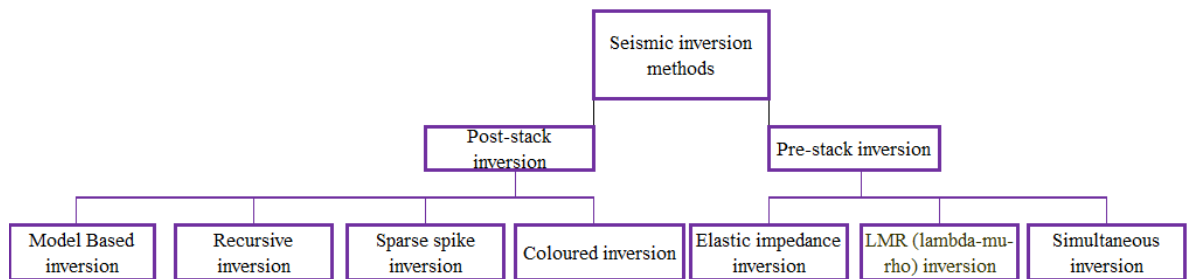 Seismic inversion
methods
Post-stack
inversion
Pre-stack inversion
Model Based
inversion
Recursive
inversion
Sparse spike
inversion
Coloured inversion
Elastic impedance
inversion
LMR (lambda-mu-
rho) inversion
Simultaneous
inversion